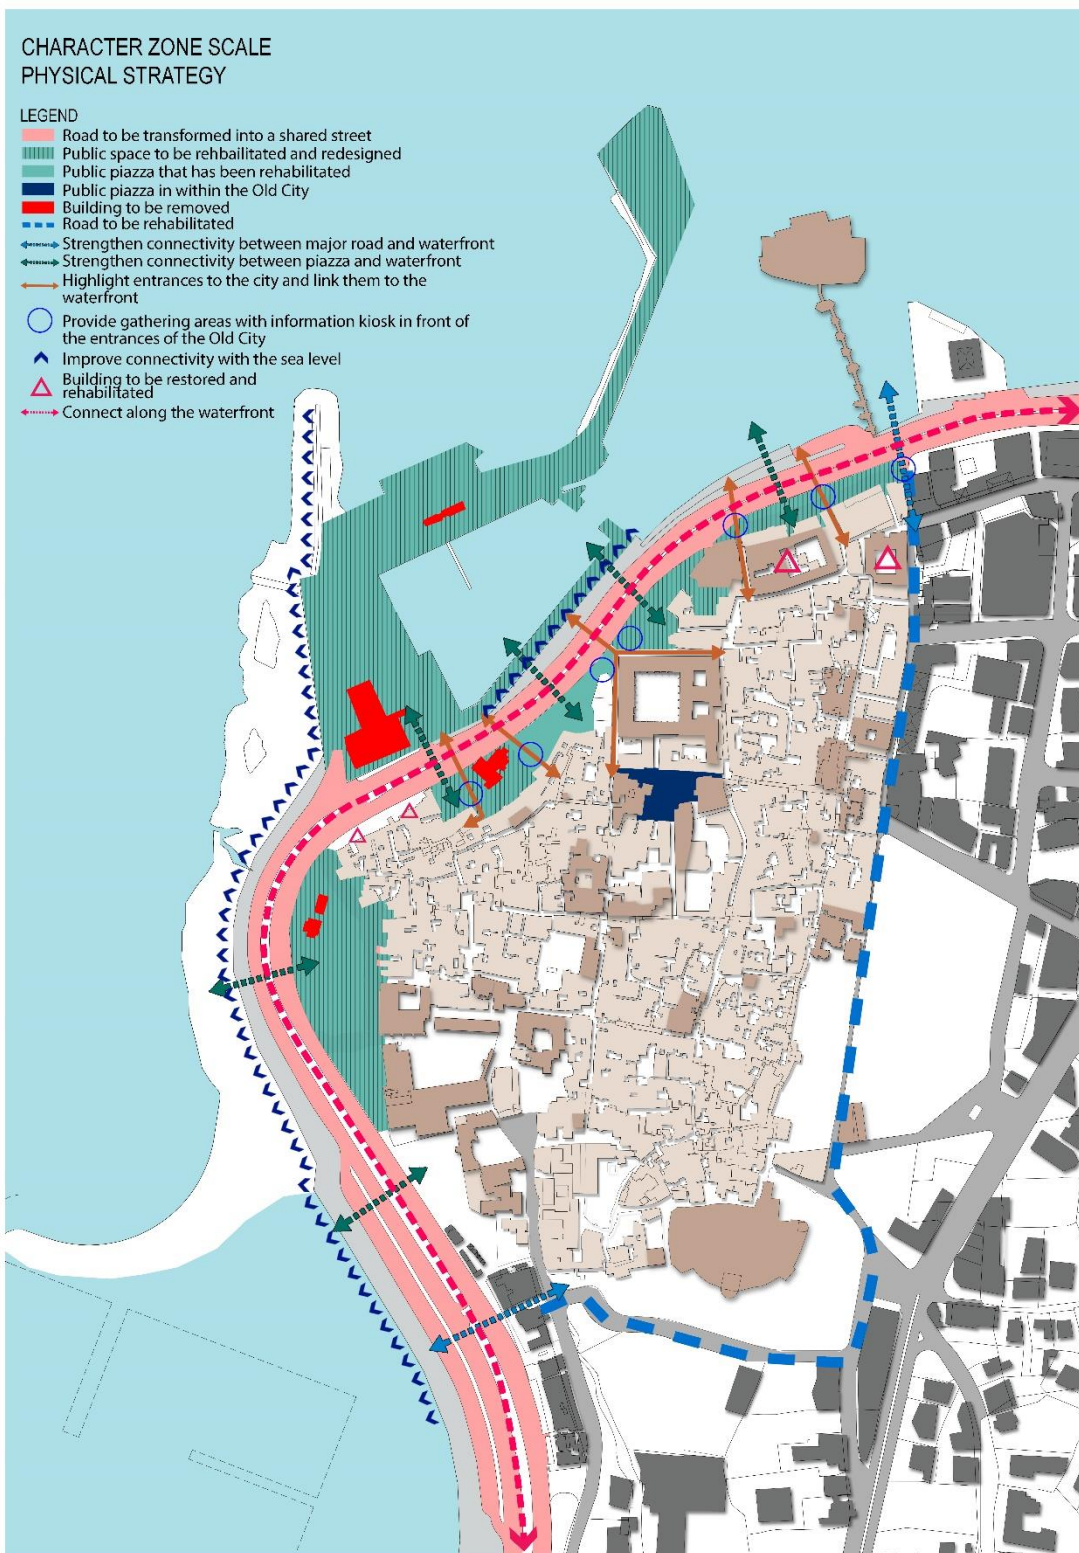 CHARACTER ZONE SCALE
PHYSICAL STRATEGY
LEGEND
Road to be transformed into a shared street
Public space to be rehbailitated and redesigned
Public piazza that has been rehabilitated
Public piazza in within the Old City
Building to be removed
Road to be rehabilitated
Strengthen connectivity between major road and waterfront
Strengthen connectivity between piazza and waterfront
Highlight entrances to the city and link them to the
waterfront
Provide gathering areas with information kiosk in front of
the entrances of the Old City
Improve connectivity with the sea level
Building to be restored and
rehabilitated
Connect along the waterfront